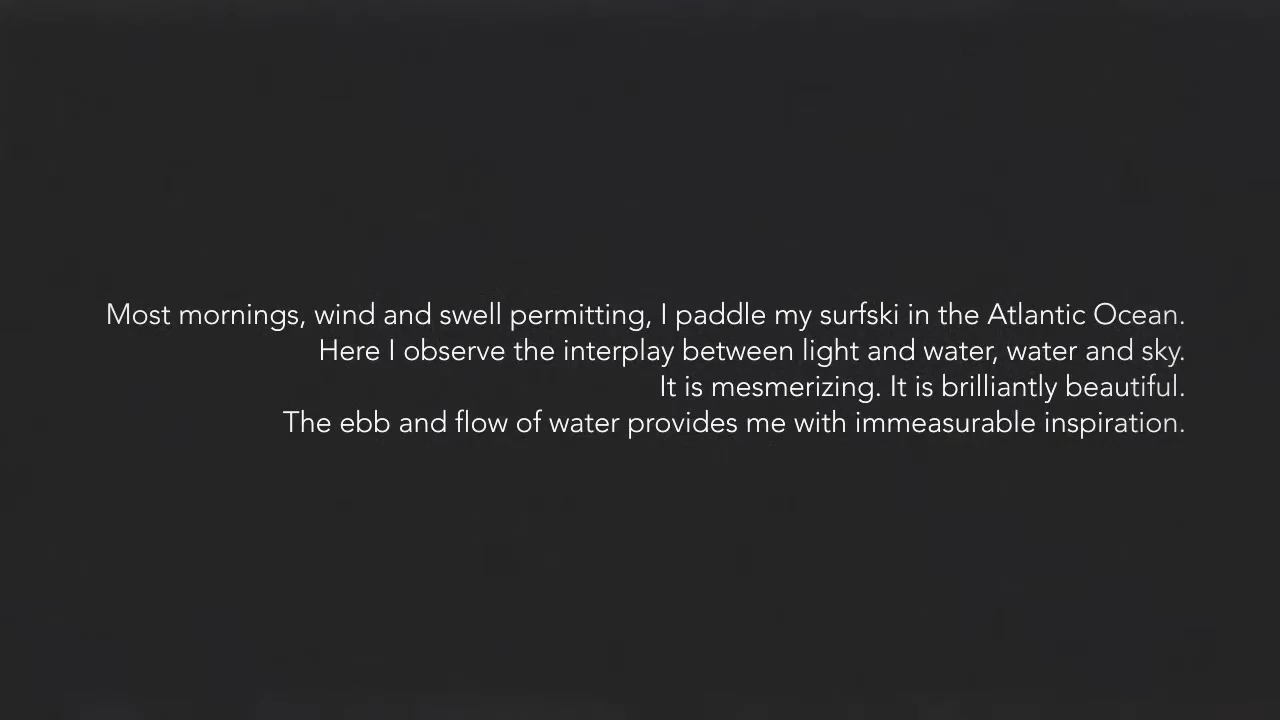 Most mornings, wind and swell permitting, I paddle my surfski in the Atlantic Ocean.
Here I observe the interplay between light and water, water and sky.
It is mesmerizing. It is brilliantly beautiful.
The ebb and flow of water provides me with immeasurable inspiration.